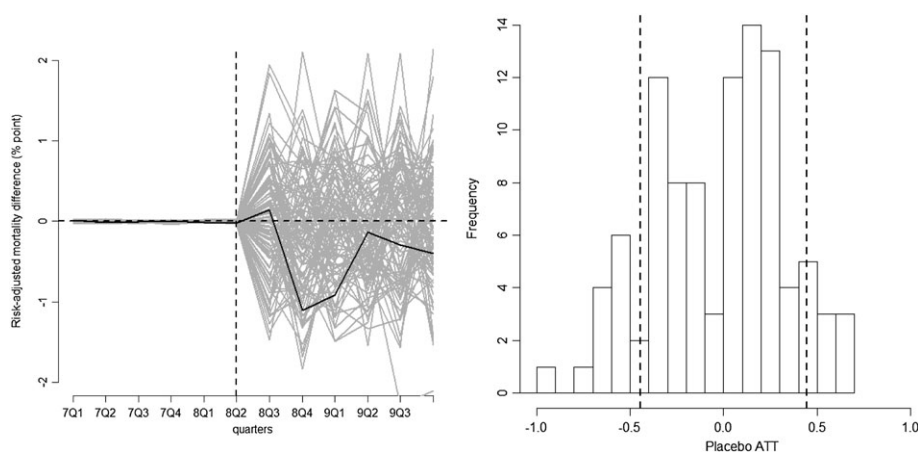 Risk-adjusted mortality difference (% point)
2
1
0
-1
-2
7Q1 7Q2 7Q3 7Q4 8Q1 8Q2 8Q3 8Q4 9Q1 9Q2 9Q3
quarters
Frequency
14
12
10
8
6
4
2
0
-1.0 -0.5 0.0 0.5 1.0
Placebo ATT